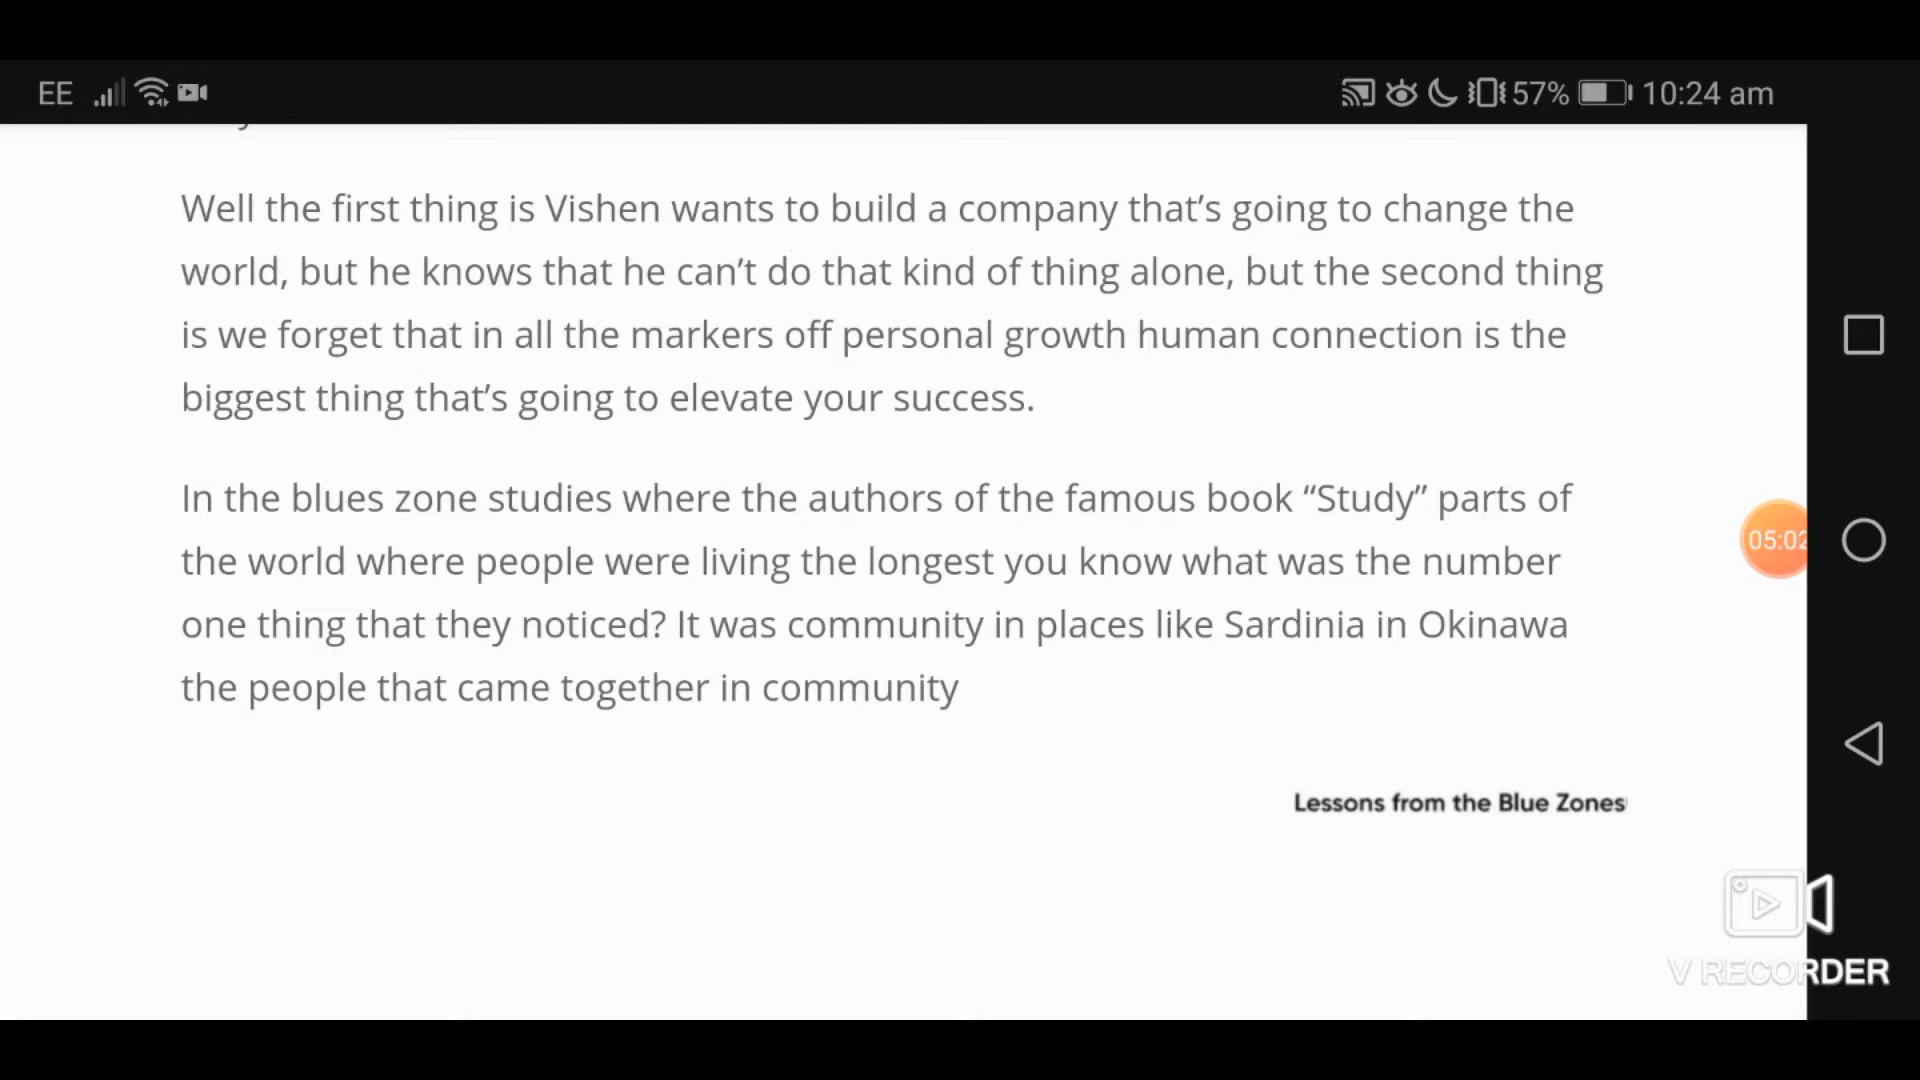 EE 57% 10:24 am
Well the first thing is Vishen wants to build a company that’s going to change the
world, but he knows that he can’t do that kind of thing alone, but the second thing
is we forget that in all the markers off personal growth human connection is the
biggest thing that’s going to elevate your success.
In the blues zone studies where the authors of the famous book “Study” parts of
the world where people were living the longest you know what was the number
one thing that they noticed? It was community in places like Sardinia in Okinawa
the people that came together in community
05:02
Lessons from the Blue Zones
V RECORDER